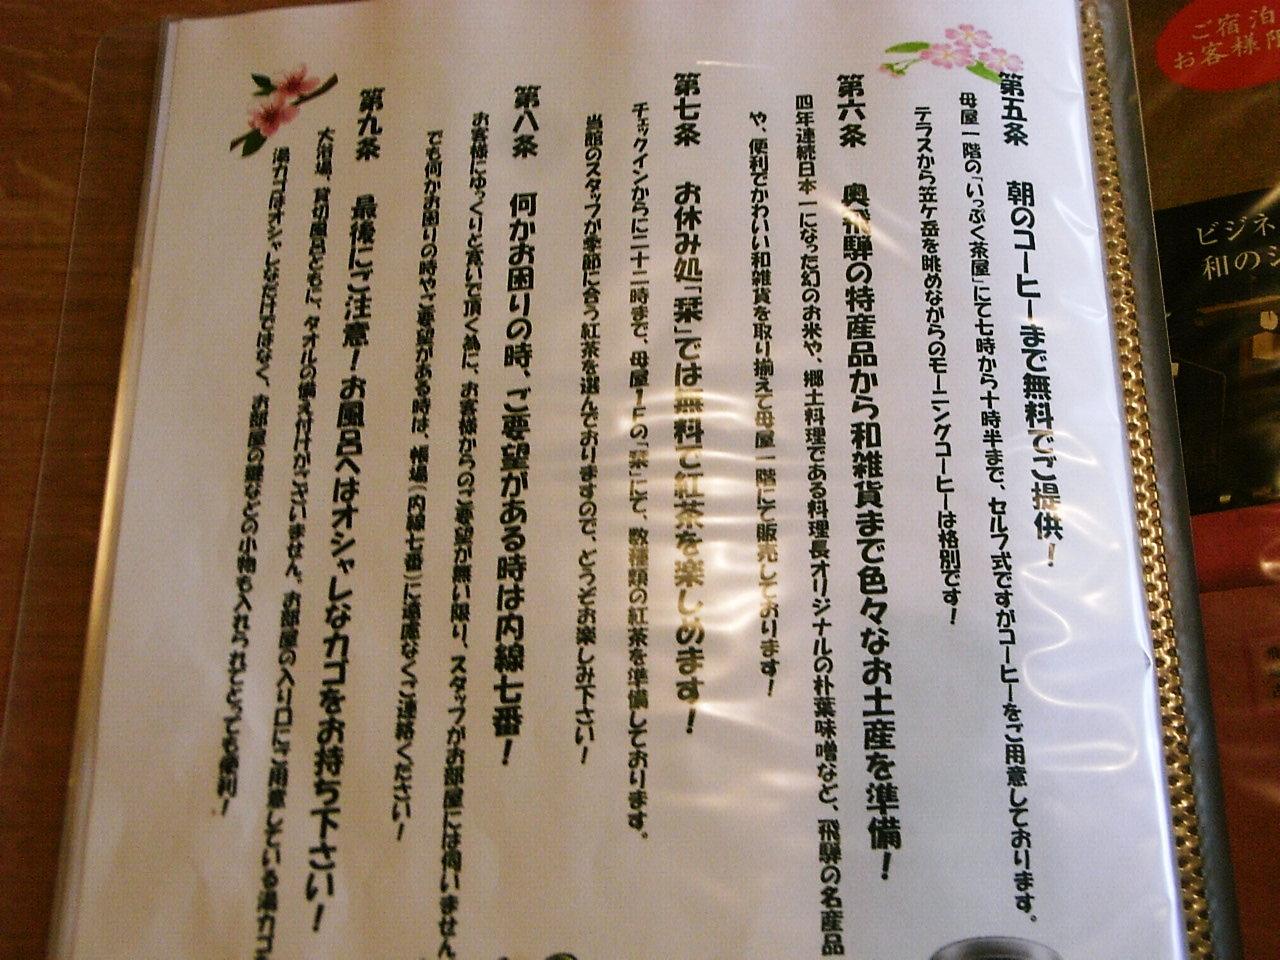 第五条 朝のコーヒーまで無料でご提供！
母屋一階の「いっぷく茶屋」にて七時から十時半まで、セルフ式ですがコーヒーをご用意しております。
テラスから笠ケ岳を眺めながらのモーニングコーヒーは格別です！
第六条 奥飛騨の特産品から和雑貨まで色々なお土産を準備！
四年連続日本一になった幻のお米や、郷土料理である料理長オリジナルの朴葉味噌など、飛騨の名産品
や、便利でかわいい和雑貨を取り揃えて母屋一階にて販売しております！
第七条 お休み処「栞」では無料で紅茶を楽しめます！
チェックインからに二十二時まで、母屋１Ｆの「栞」にて、数種類の紅茶を準備しております。
当館のスタッフが季節に合う紅茶を選んでおりますので、どうぞお楽しみ下さい！
第八条 何かお困りの時、ご要望がある時は内線七番！
お客様にゆっくりと寛いで頂く為に、お客様からのご要望が無い限り、スタッフがお部屋には伺いません
でも何かお困りの時やご要望がある時は、帳場（内線七番）に遠慮なくご連絡ください！
第九条 最後にご注意！お風呂へはオシャレなカゴをお持ち下さい！
大浴場、貸切風呂ともに、タオルの備え付けがございません。お部屋の入り口にご用意している湯カゴ
湯カゴはオシャレなだけではなく、お部屋の鍵などの小物も入れられてとっても便利！
ご宿泊
お客様限
ビジネ
和の